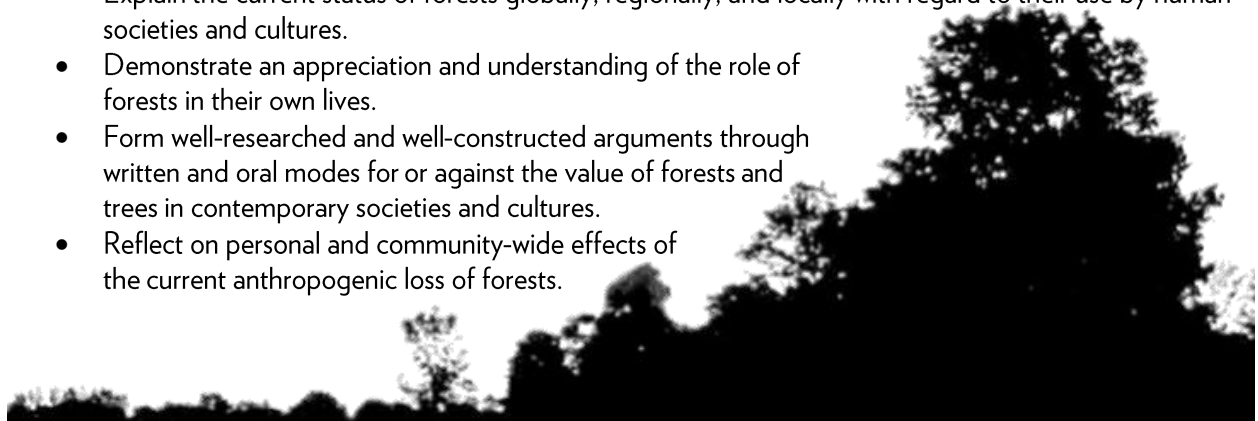 Explain the current status of forests globally, regionally, and locally with regard to their use by human
societies and cultures.
• Demonstrate an appreciation and understanding of the role of
forests in their own lives.
• Form well-researched and well-constructed arguments through
written and oral modes for or against the value of forests and
trees in contemporary societies and cultures.
• Reflect on personal and community-wide effects of
the current anthropogenic loss of forests.